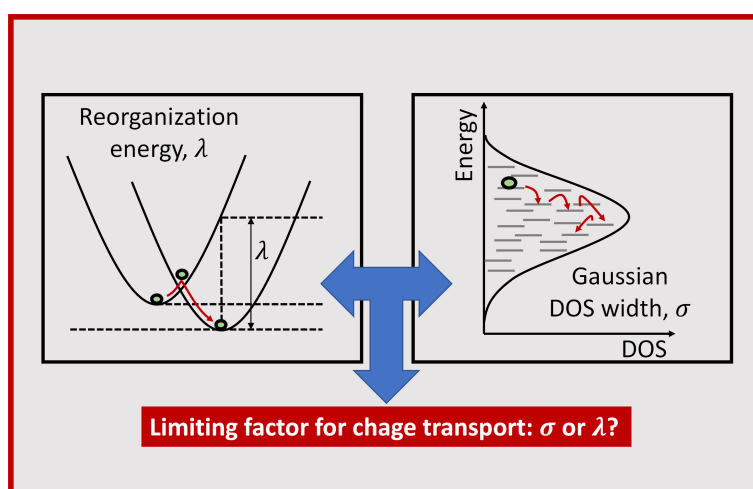 Reorganization
energy, λ
λ
Energy
Gaussian
DOS width, σ
DOS
Limiting factor for chage transport: σ or λ?